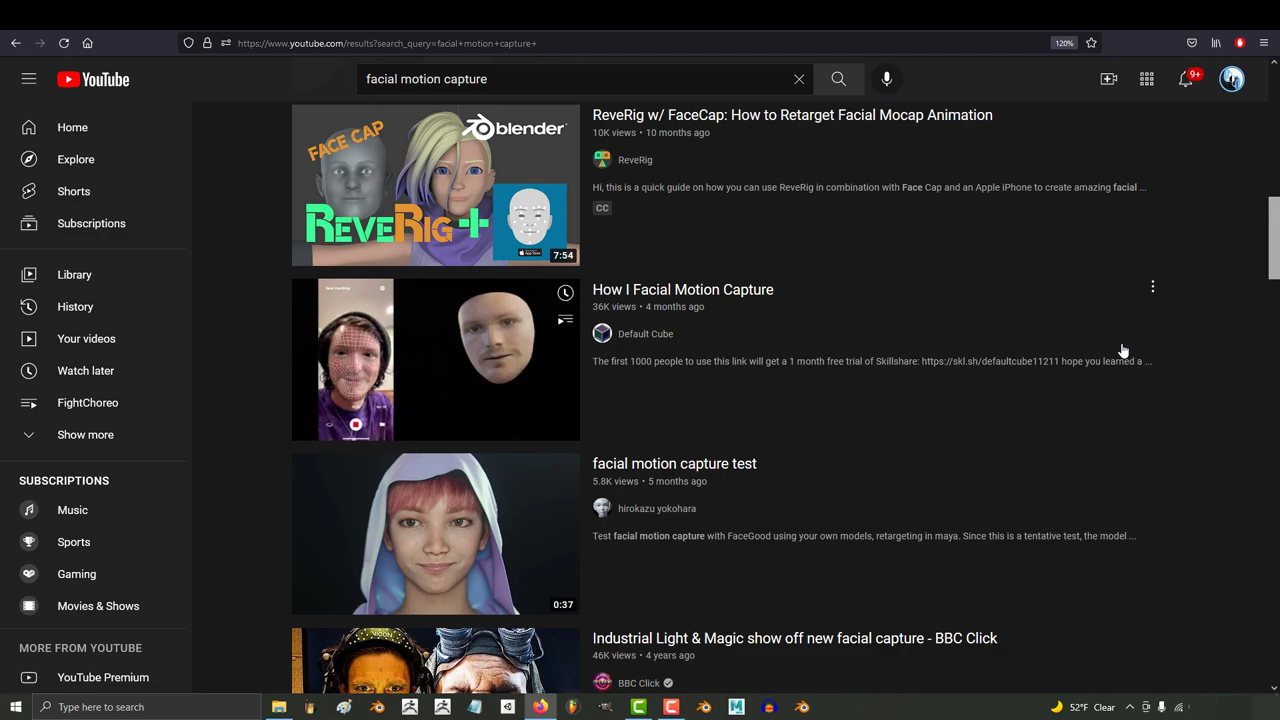 https://www.youtube.com/results?search_query=facial+motion+capture+
120%
YouTube
facial motion capture
9+
Home
Explore
Shorts
Subscriptions
Library
History
Your videos
Watch later
FightChoreo
Show more
SUBSCRIPTIONS
Music
Sports
Gaming
Movies & Shows
MORE FROM YOUTUBE
YouTube Premium
FACE CAP
blender
REVERIG+
7:54
ReveRig w/ FaceCap: How to Retarget Facial Mocap Animation
10K views • 10 months ago
ReveRig
Hi, this is a quick guide on how you can use ReveRig in combination with Face Cap and an Apple iPhone to create amazing facial ...
CC
How I Facial Motion Capture
36K views • 4 months ago
Default Cube
The first 1000 people to use this link will get a 1 month free trial of Skillshare: https://skl.sh/defaultcube11211 hope you learned a ...
0:37
facial motion capture test
5.8K views • 5 months ago
hirokazu yokohara
Test facial motion capture with FaceGood using your own models, retargeting in maya. Since this is a tentative test, the model ...
VICON
Industrial Light & Magic show off new facial capture - BBC Click
46K views • 4 years ago
BBC Click
Type here to search
52°F Clear